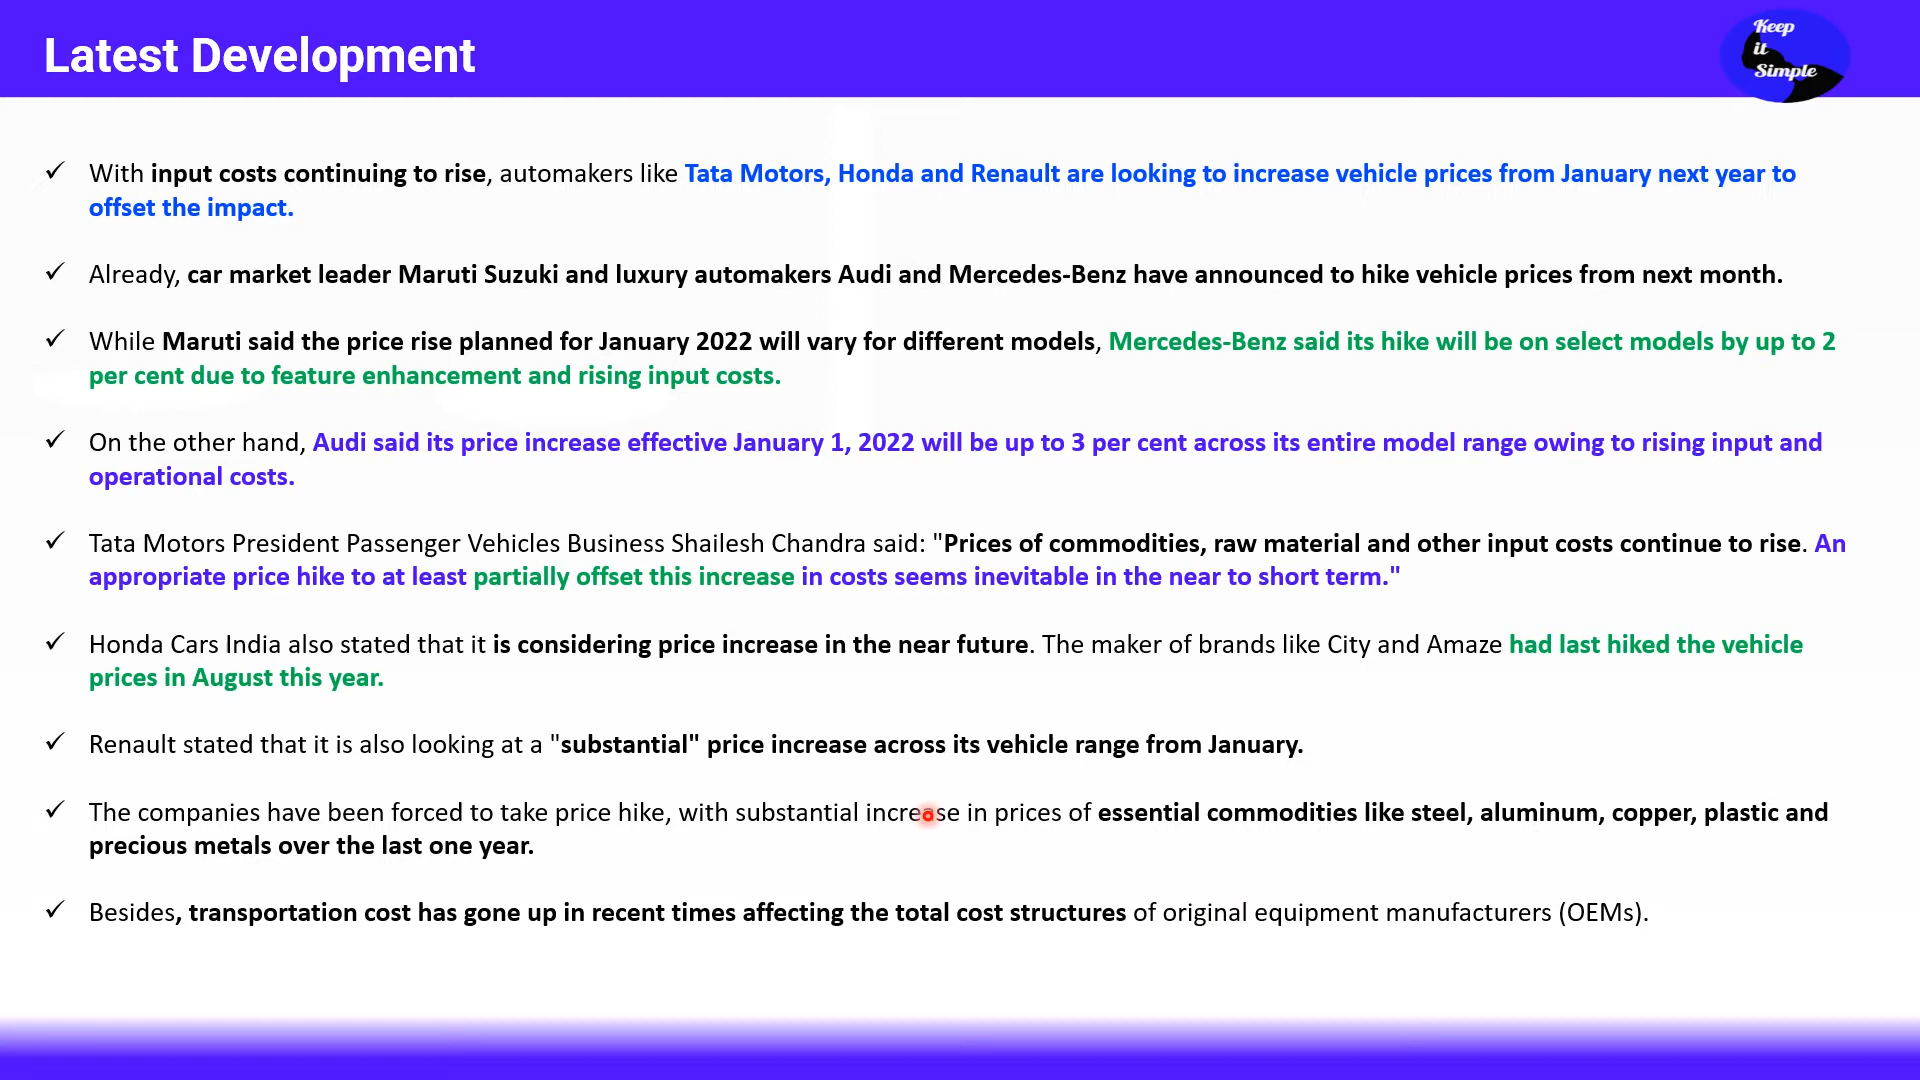 Latest Development
Keep
it
Simple
✓ With input costs continuing to rise, automakers like Tata Motors, Honda and Renault are looking to increase vehicle prices from January next year to
offset the impact.
✓ Already, car market leader Maruti Suzuki and luxury automakers Audi and Mercedes-Benz have announced to hike vehicle prices from next month.
✓ While Maruti said the price rise planned for January 2022 will vary for different models, Mercedes-Benz said its hike will be on select models by up to 2
per cent due to feature enhancement and rising input costs.
✓ On the other hand, Audi said its price increase effective January 1, 2022 will be up to 3 per cent across its entire model range owing to rising input and
operational costs.
✓ Tata Motors President Passenger Vehicles Business Shailesh Chandra said: "Prices of commodities, raw material and other input costs continue to rise. An
appropriate price hike to at least partially offset this increase in costs seems inevitable in the near to short term."
✓ Honda Cars India also stated that it is considering price increase in the near future. The maker of brands like City and Amaze had last hiked the vehicle
prices in August this year.
✓ Renault stated that it is also looking at a "substantial" price increase across its vehicle range from January.
✓ The companies have been forced to take price hike, with substantial increase in prices of essential commodities like steel, aluminum, copper, plastic and
precious metals over the last one year.
✓ Besides, transportation cost has gone up in recent times affecting the total cost structures of original equipment manufacturers (OEMs).